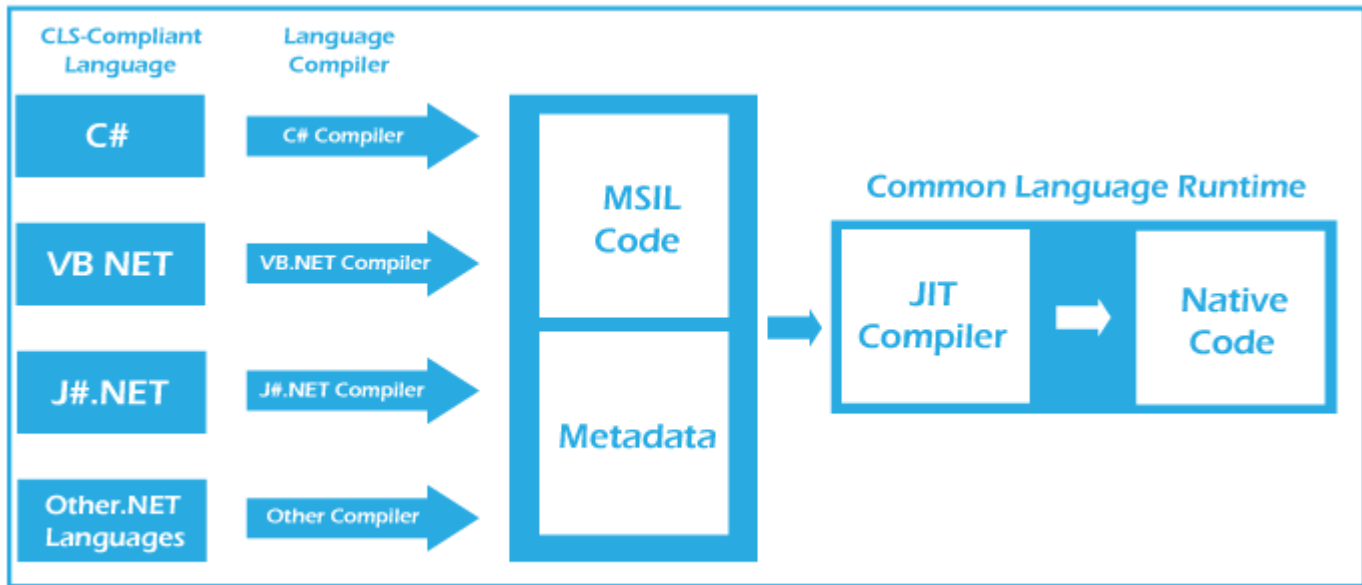 CLS-Compliant
Language
Language
Compiler
C#
C# Compiler
VB NET
VB.NET Compiler
J#.NET
J#.NET Compiler
Other.NET
Languages
Other Compiler
MSIL
Code
Metadata
Common Language Runtime
JIT
Compiler
Native
Code